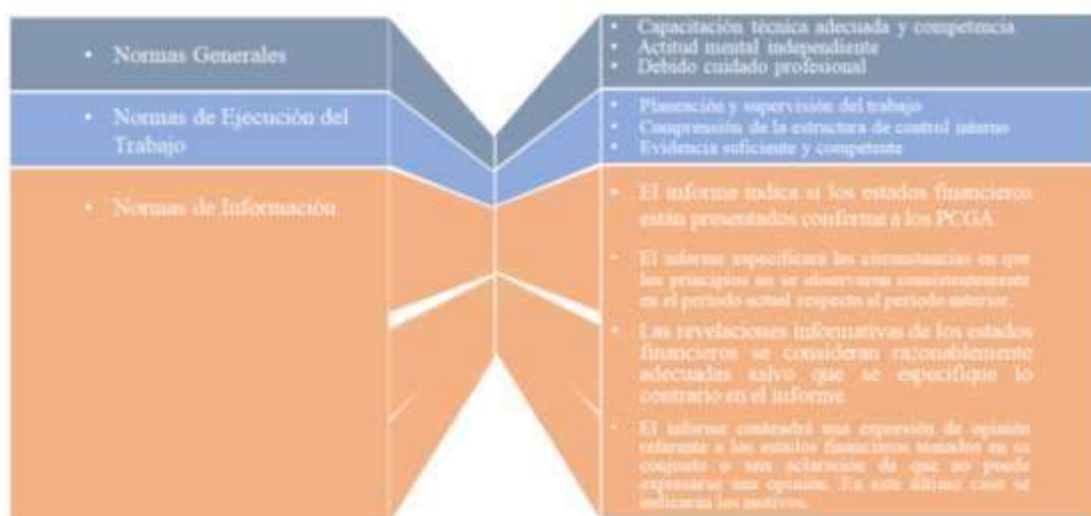 • Normas Generales
• Capacitación técnica adecuada y competencia
• Actitud mental independiente
• Debido cuidado profesional
• Normas de Ejecución del
Trabajo
• Planeación y supervisión del trabajo
• Comprensión de la estructura de control interno
• Evidencia suficiente y competente
• Normas de Información
• El informe indica si los estados financieros
están presentados conforme a los PCGA
• El informe especificará las circunstancias en que
los principios no se observaron consistentemente
en el periodo actual respecto al periodo anterior.
• Las revelaciones informativas de los estados
financieros se consideran razonablemente
adecuadas salvo que se especifique lo
contrario en el informe
• El informe contendrá una expresión de opinión
referente a los estados financieros tomados en su
conjunto o una aclaración de que no puede
expresarse una opinión. En este último caso se
indicarán los motivos.